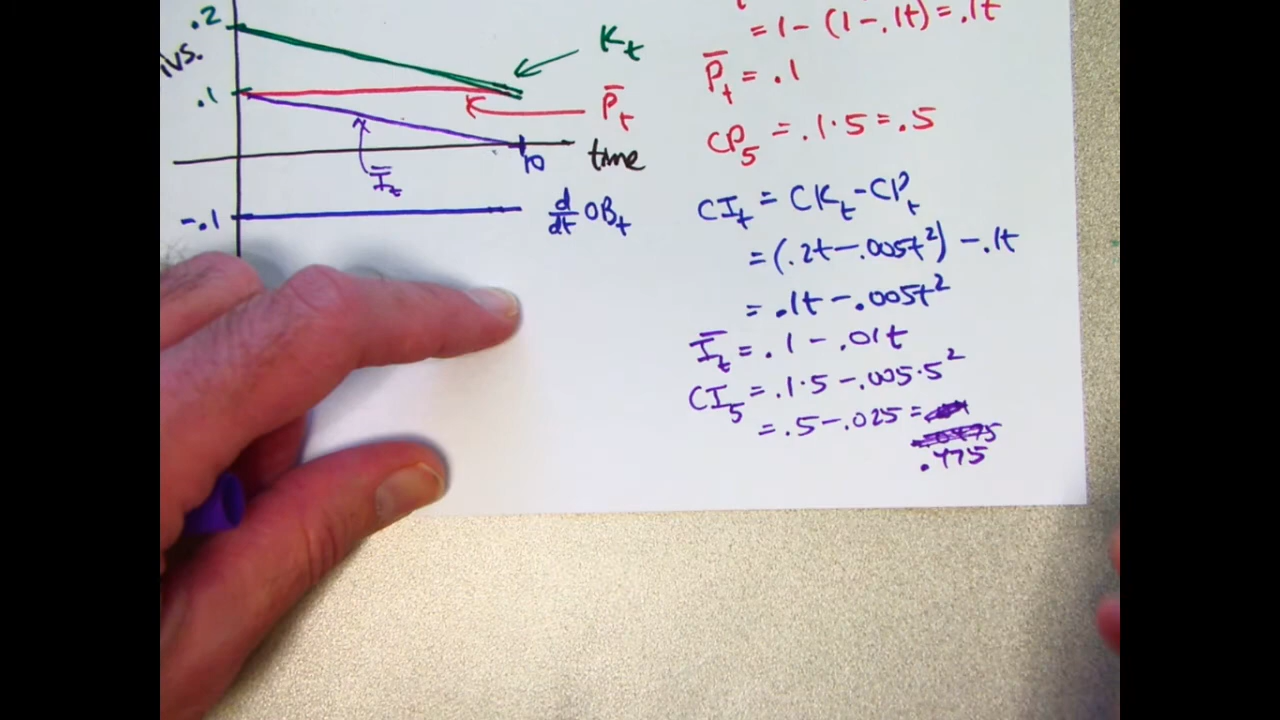 .2
ivs.
.1
K_t
P̄_t
time
10
Ī_t
-.1
d/dt OB_t
= 1 - (1 - .1t) = .1t
P̄_t = .1
CP_5 = .1·5 = .5
CI_t = CK_t - CP_t
= (.2t - .005t²) - .1t
= .1t - .005t²
Ī_t = .1 - .01t
CI_5 = .1·5 - .005·5²
= .5 - .025 =
.475